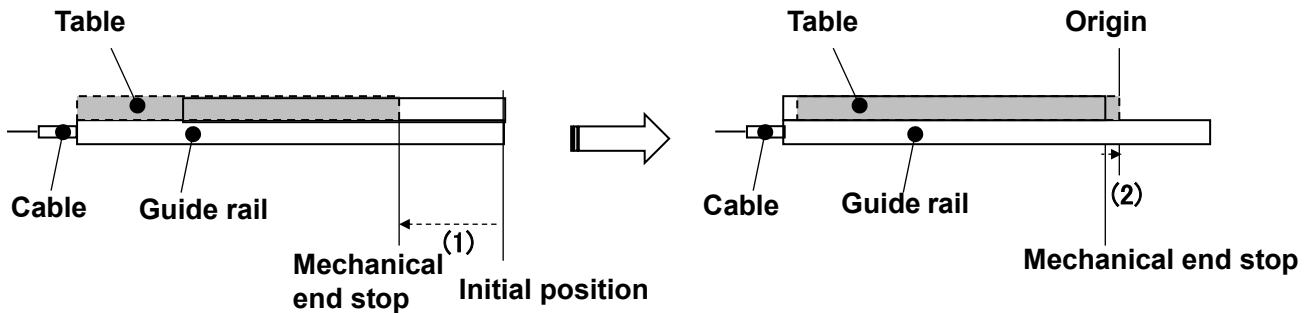 Table
Cable
Guide rail
(1)
Mechanical
end stop
Initial position
Table
Origin
Cable
Guide rail
(2)
Mechanical end stop